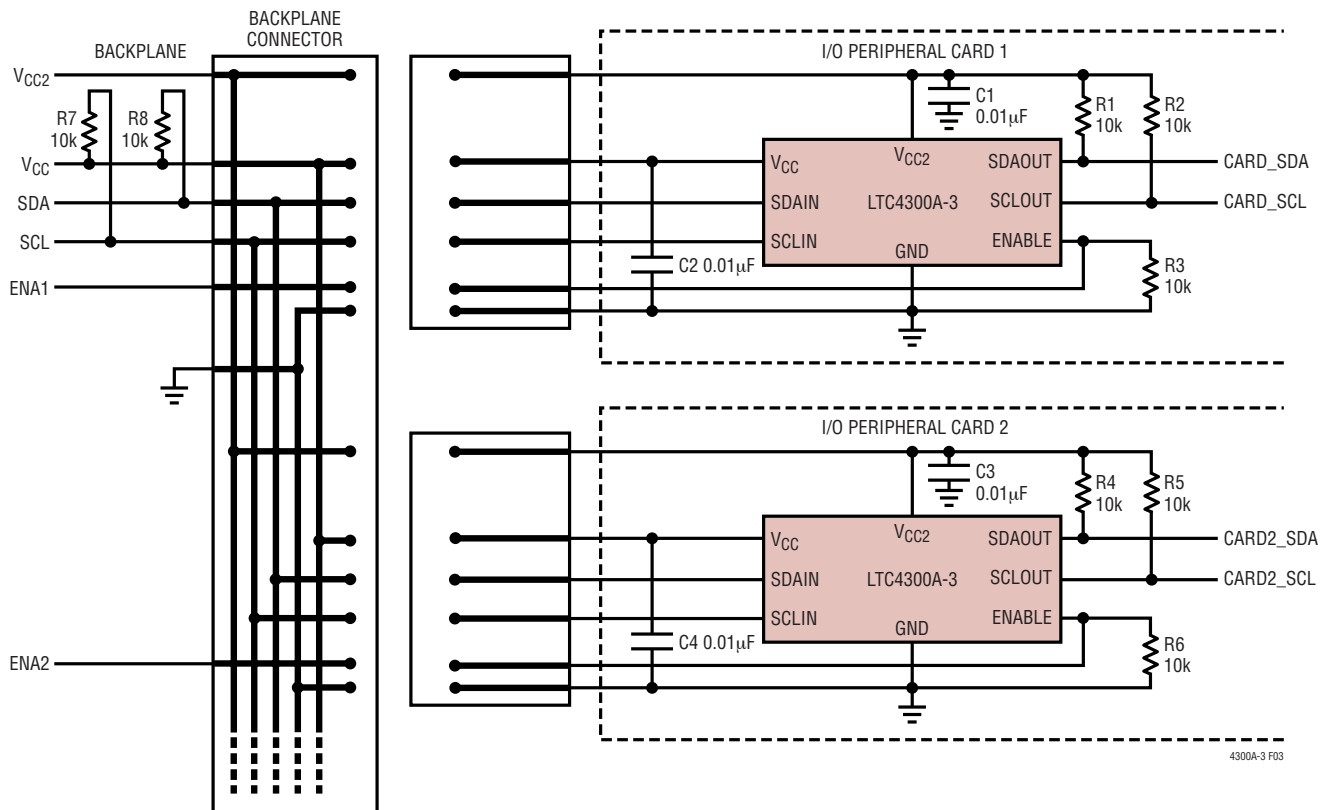 BACKPLANE
CONNECTOR
BACKPLANE
VCC2
R7
10k
R8
10k
VCC
SDA
SCL
ENA1
ENA2
I/O PERIPHERAL CARD 1
C1
0.01μF
R1
10k
R2
10k
VCC
VCC2
SDAOUT
CARD_SDA
SDAIN
LTC4300A-3
SCLOUT
CARD_SCL
SCLIN
GND
ENABLE
C2 0.01μF
R3
10k
I/O PERIPHERAL CARD 2
C3
0.01μF
R4
10k
R5
10k
VCC
VCC2
SDAOUT
CARD2_SDA
SDAIN
LTC4300A-3
SCLOUT
CARD2_SCL
SCLIN
GND
ENABLE
C4 0.01μF
R6
10k
4300A-3 F03